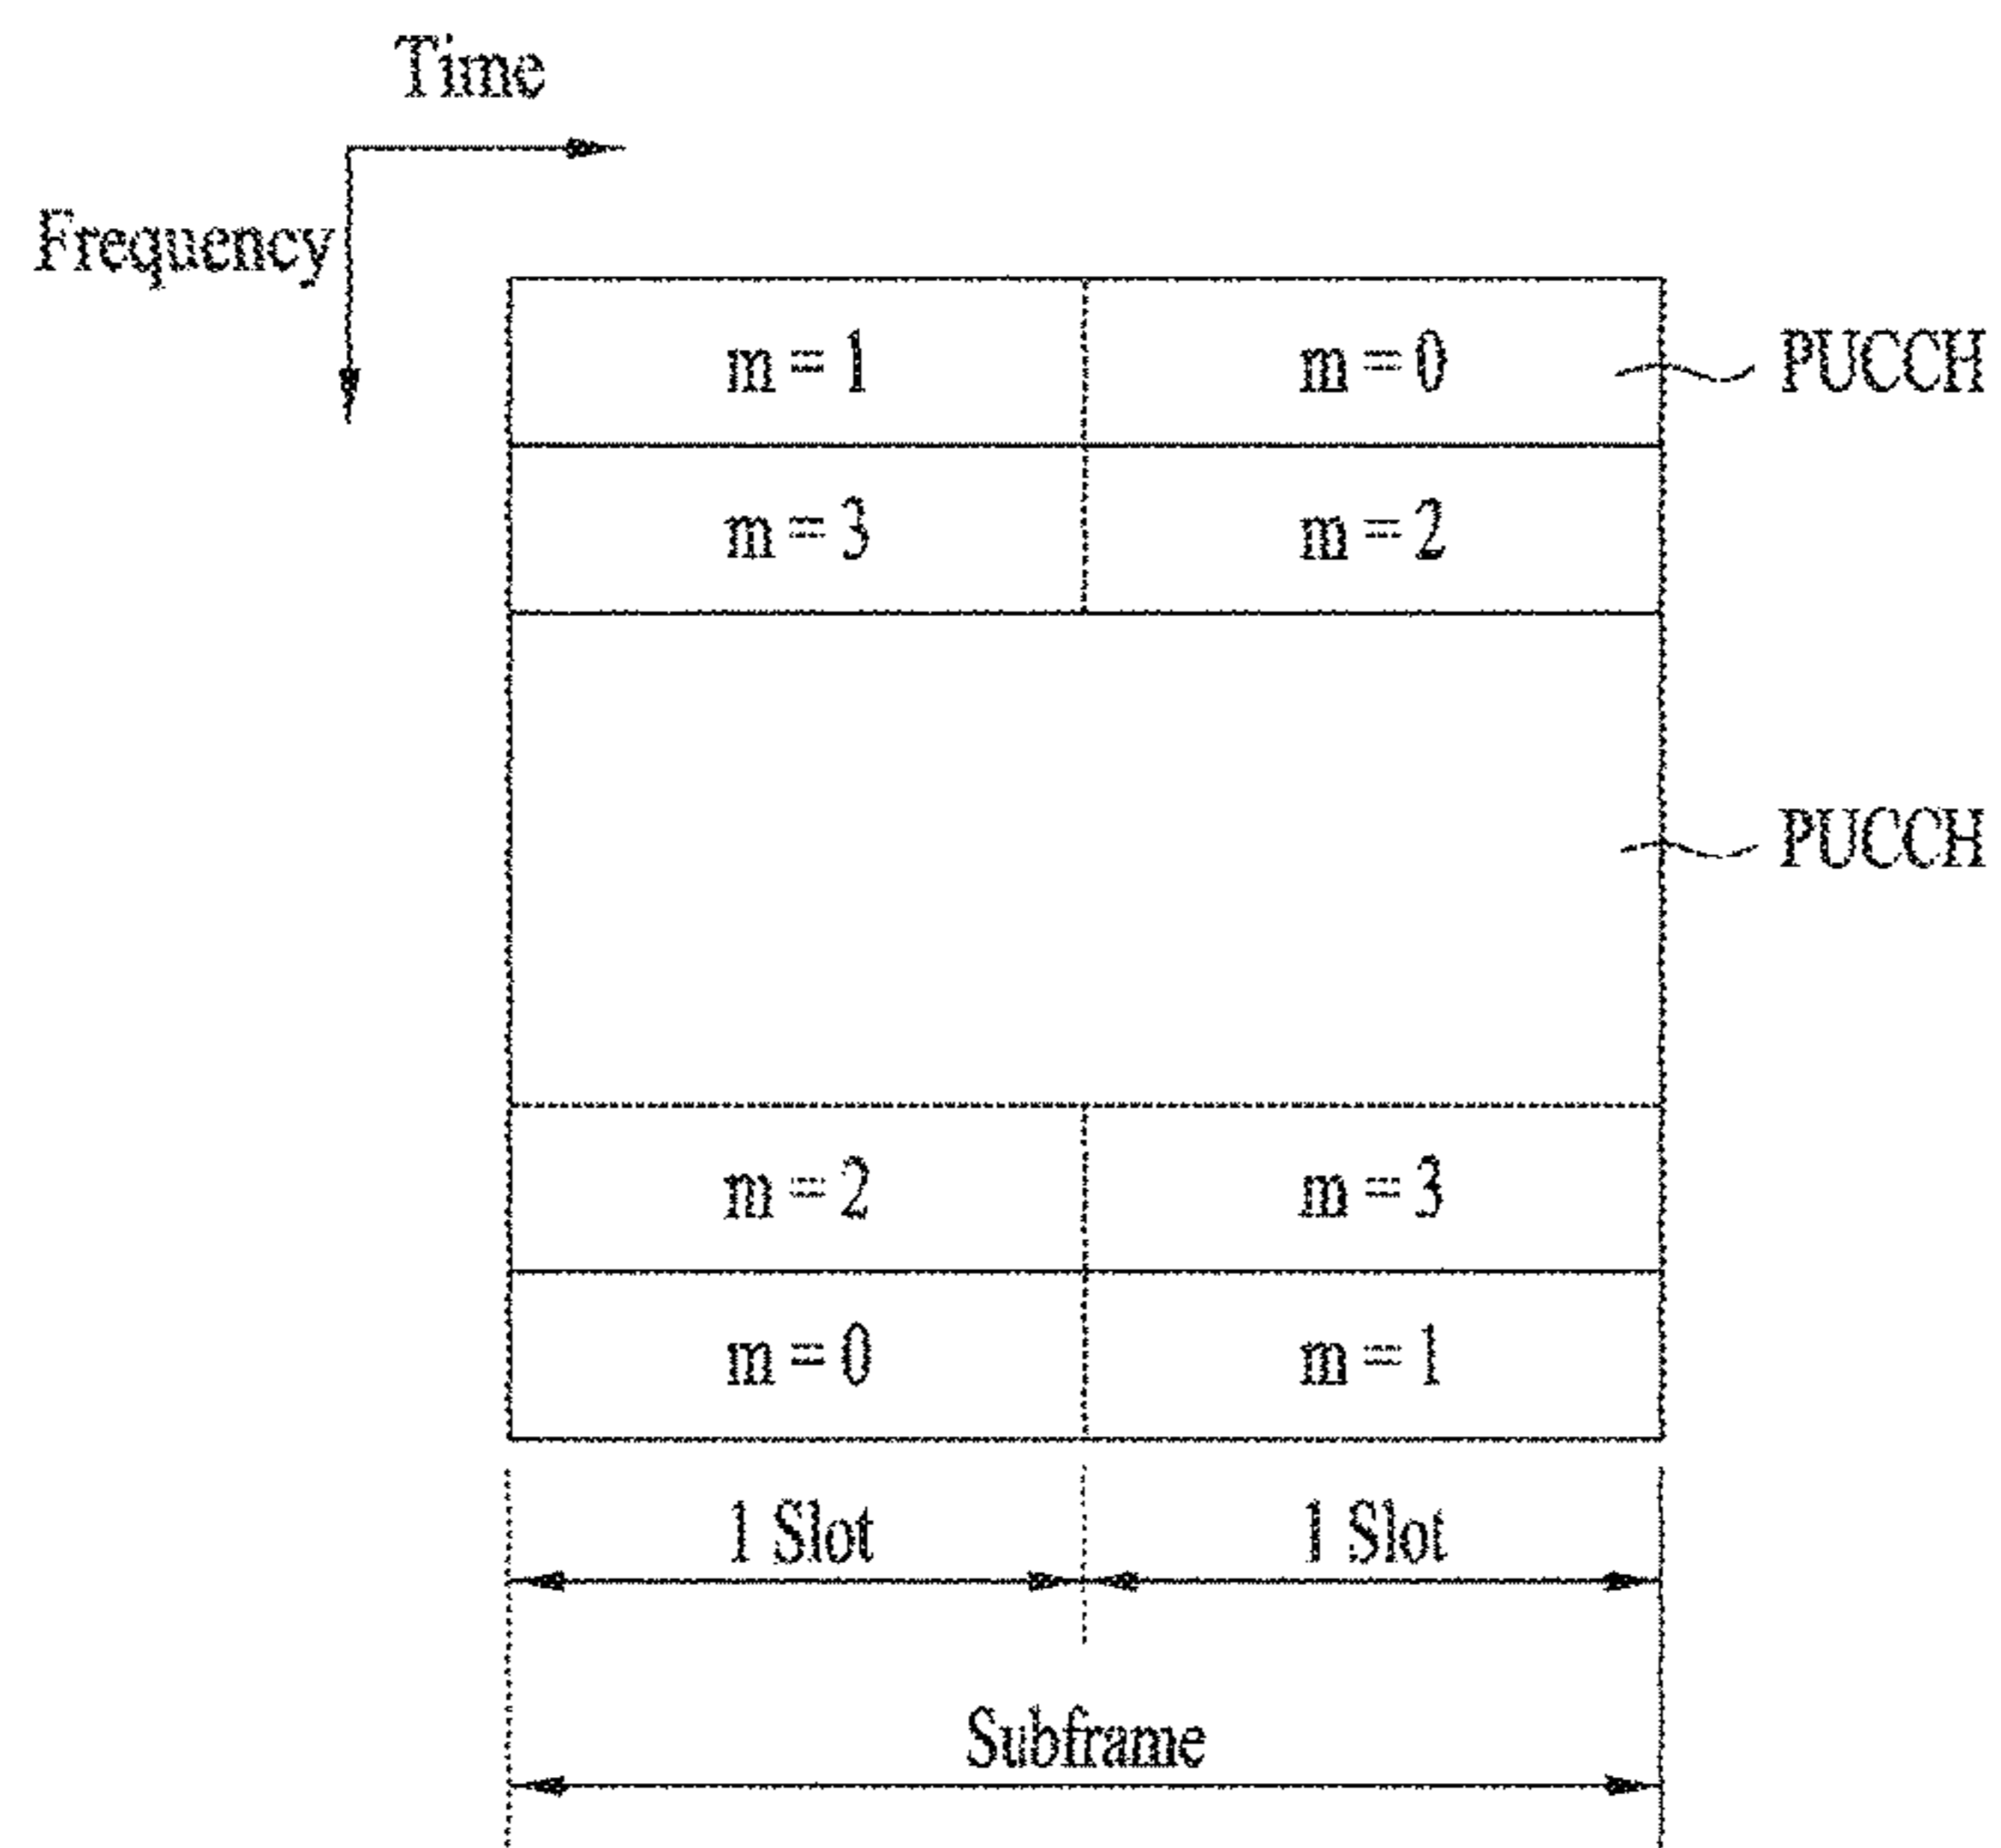 Time
Frequency
m = 1 m = 0 PUCCH
m = 3 m = 2
PUCCH
m = 2 m = 3
m = 0 m = 1
1 Slot 1 Slot
Subframe